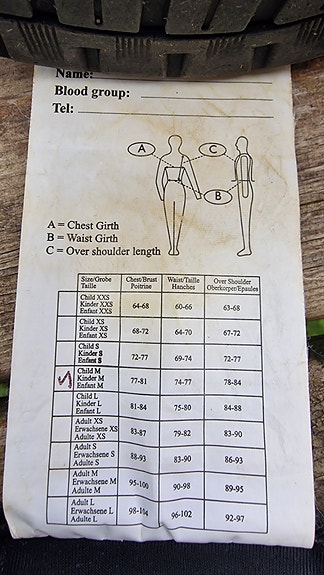 Name:
Blood group:
Tel:
A
C
B
A = Chest Girth
B = Waist Girth
C = Over shoulder length
Size/Grobe Taille Chest/Brust Poitrine Waist/Taille Hanches Over Shoulder Oberkorper/Epaules
Child XXS
Kinder XXS 64-68 60-66 63-68
Enfant XXS
Child XS
Kinder XS 68-72 64-70 67-72
Enfant XS
Child S
Kinder S 72-77 69-74 72-77
Enfant S
Child M
Kinder M 77-81 74-77 78-84
Enfant M
Child L
Kinder L 81-84 75-80 84-88
Enfant L
Adult XS
Erwachsene XS 83-87 79-82 83-90
Adulte XS
Adult S
Erwachsene S 88-93 83-90 86-93
Adulte S
Adult M
Erwachsene M 95-100 90-98 89-95
Adulte M
Adult L
Erwachsene L 98-104 96-102 92-97
Adulte L